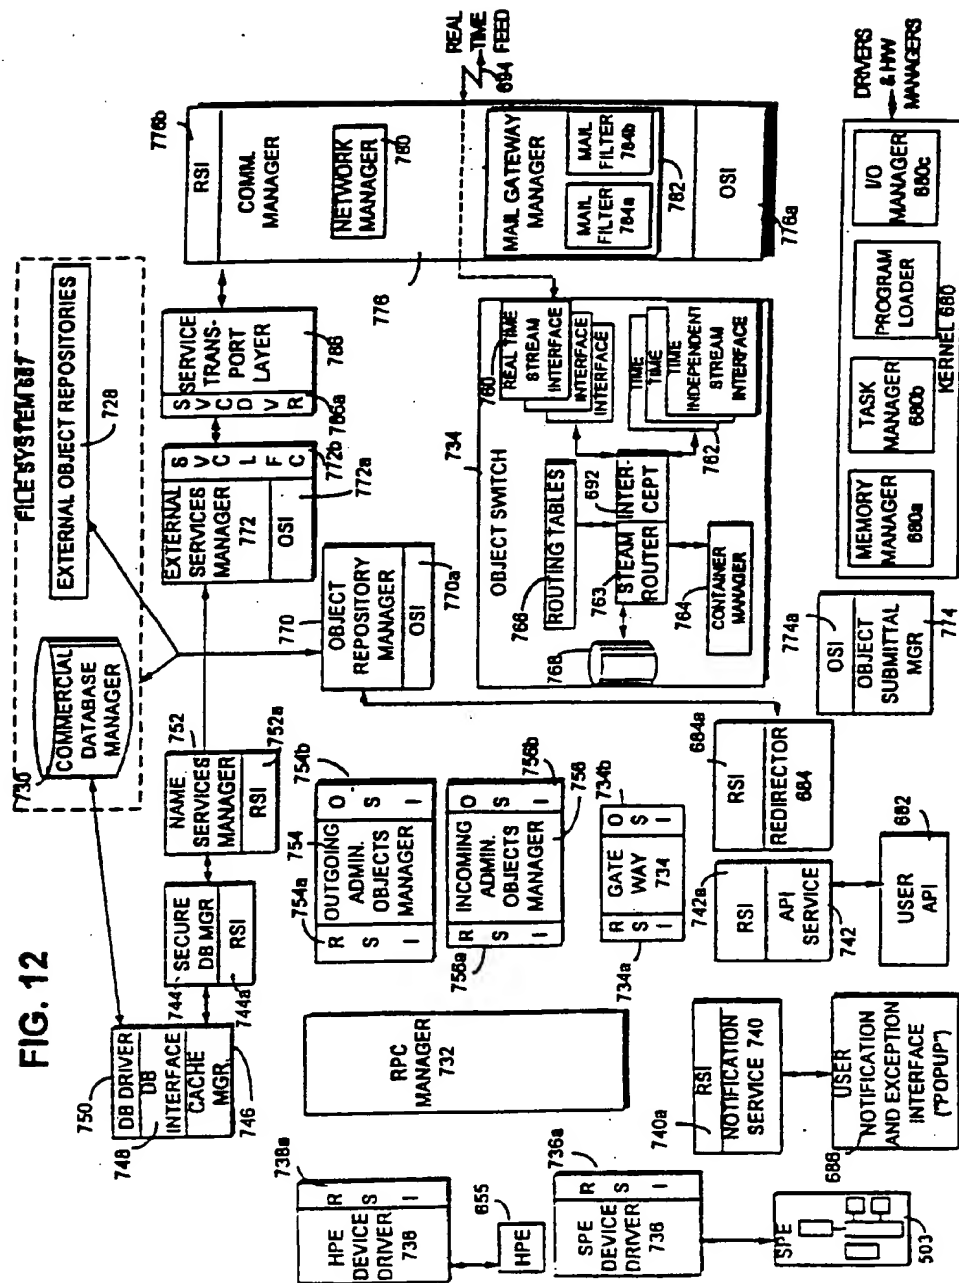 FIG. 12
FILE SYSTEM 687
730
COMMERCIAL
DATABASE
MANAGER
EXTERNAL OBJECT REPOSITORIES
728
750
DB DRIVER
DB
INTERFACE
CACHE
MGR.
748
746
744
SECURE
DB MGR
RSI
744a
752
NAME
SERVICES
MANAGER
RSI
752a
EXTERNAL
SERVICES
MANAGER
772
OSI
S
V
C
L
F
C
772b
772a
S
V
C
D
V
R
SERVICE
TRANS-
PORT
LAYER
786
786a
776b
RSI
COMM.
MANAGER
NETWORK
MANAGER
780
776
MAIL GATEWAY
MANAGER
MAIL
FILTER
784a
MAIL
FILTER
784b
782
OSI
776a
REAL
TIME
FEED
694
770
OBJECT
REPOSITORY
MANAGER
OSI
770a
754
754a
R
S
I
OUTGOING
ADMIN.
OBJECTS
MANAGER
O
S
I
754b
756a
R
S
I
INCOMING
ADMIN.
OBJECTS
MANAGER
O
S
I
756b
756
734
OBJECT SWITCH
ROUTING TABLES
766
692
763
STEAM
ROUTER
INTER-
CEPT
768
764
CONTAINER
MANAGER
760
REAL TIME
STREAM
INTERFACE
INTERFACE
INTERFACE
TIME
TIME
TIME
INDEPENDENT
STREAM
INTERFACE
762
RPC
MANAGER
732
734a
R
S
I
GATE
WAY
734
O
S
I
734b
738a
HPE
DEVICE
DRIVER
738
R
S
I
655
HPE
736a
SPE
DEVICE
DRIVER
736
R
S
I
SPE
503
740a
RSI
NOTIFICATION
SERVICE 740
USER
NOTIFICATION
AND EXCEPTION
INTERFACE
("POPUP")
686
742a
RSI
API
SERVICE
742
USER
API
682
684a
RSI
REDIRECTOR
684
774a
OSI
OBJECT
SUBMITTAL
MGR
774
MEMORY
MANAGER
680a
TASK
MANAGER
680b
PROGRAM
LOADER
I/O
MANAGER
680c
KERNEL 680
DRIVERS
& H/W
MANAGERS